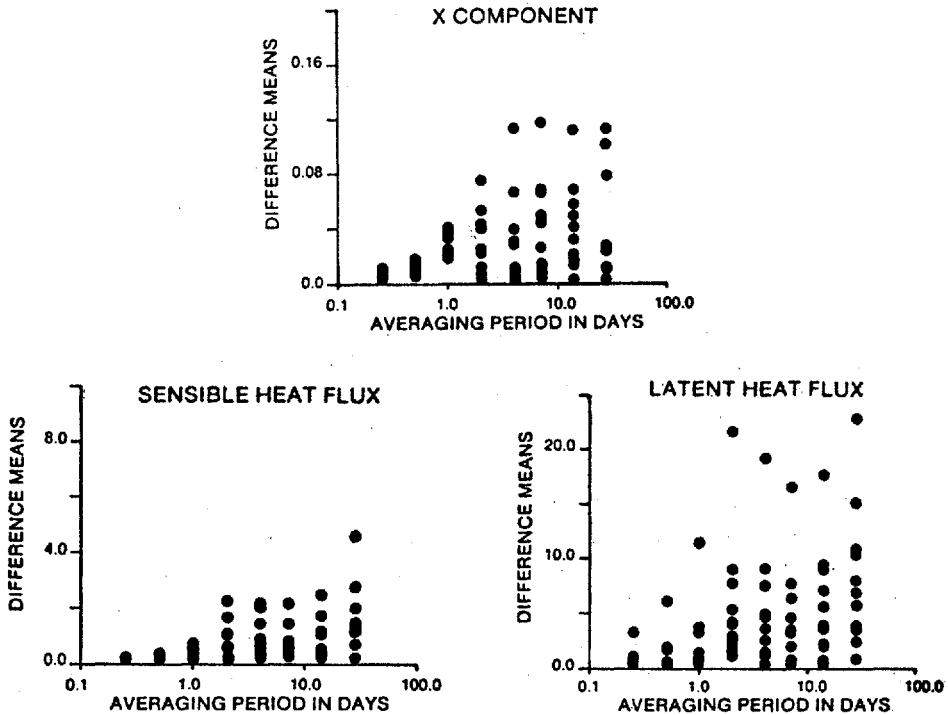 X COMPONENT
DIFFERENCE MEANS
0.16
0.08
0.0
0.1 1.0 10.0 100.0
AVERAGING PERIOD IN DAYS
SENSIBLE HEAT FLUX
DIFFERENCE MEANS
8.0
4.0
0.0
0.1 1.0 10.0 100.0
AVERAGING PERIOD IN DAYS
LATENT HEAT FLUX
DIFFERENCE MEANS
20.0
10.0
0.0
0.1 1.0 10.0 100.0
AVERAGING PERIOD IN DAYS